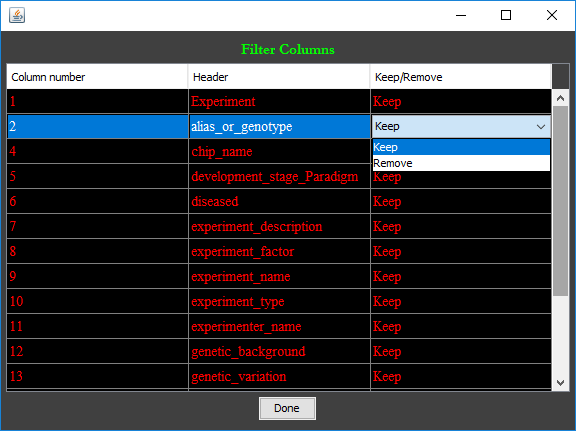 Filter Columns
Column number Header Keep/Remove
1 Experiment Keep
2 alias_or_genotype Keep
Keep
Remove
4 chip_name
5 development_stage_Paradigm Keep
6 diseased Keep
7 experiment_description Keep
8 experiment_factor Keep
9 experiment_name Keep
10 experiment_type Keep
11 experimenter_name Keep
12 genetic_background Keep
13 genetic_variation Keep
Done